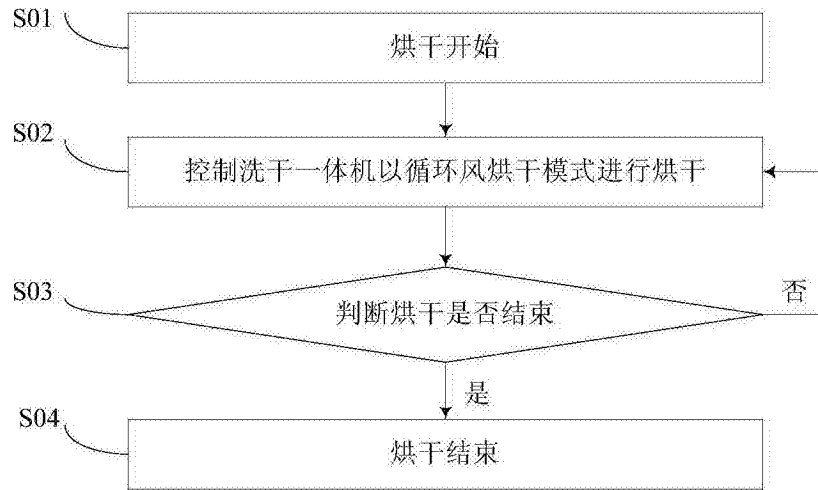 S01
烘干开始
S02
控制洗干一体机以循环风烘干模式进行烘干
S03
判断烘干是否结束
否
是
S04
烘干结束